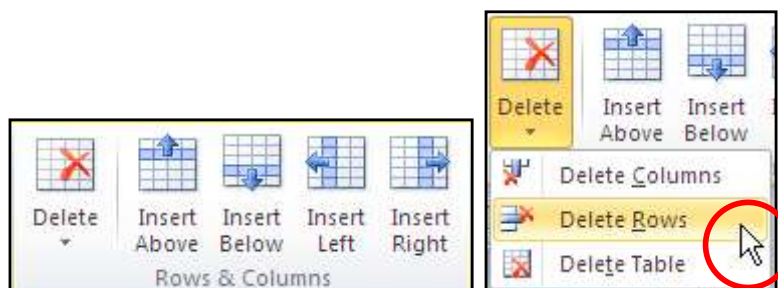 Delete Insert Insert Insert Insert
Above Below Left Right
Rows & Columns
Delete Insert Insert
Above Below
Delete Columns
Delete Rows
Delete Table